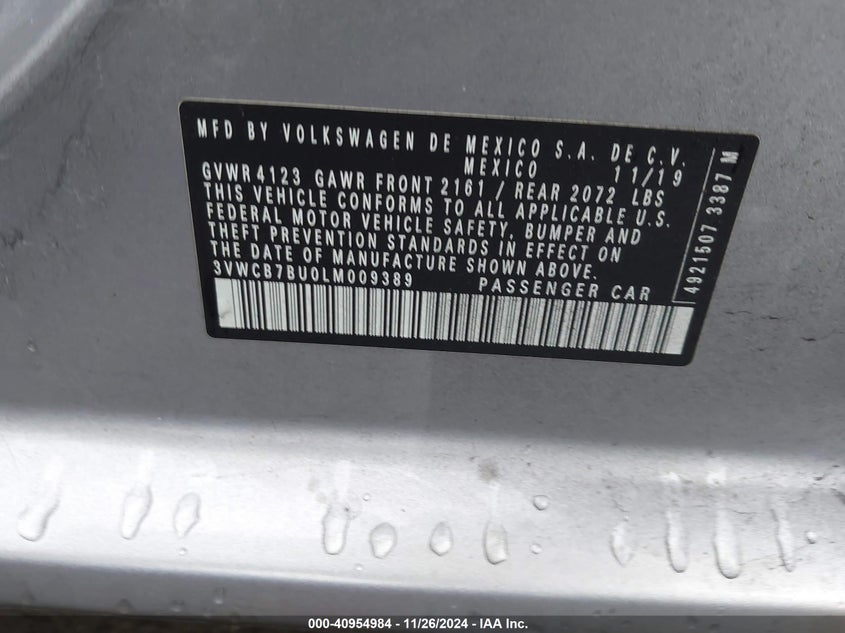 MFD BY VOLKSWAGEN DE MEXICO S.A. DE C.V.
MEXICO 11/19
GVWR 4123 GAWR FRONT 2161 / REAR 2072 LBS
THIS VEHICLE CONFORMS TO ALL APPLICABLE U.S.
FEDERAL MOTOR VEHICLE SAFETY, BUMPER AND
THEFT PREVENTION STANDARDS IN EFFECT ON
THE DATE OF MANUFACTURE SHOWN ABOVE.
3VWCB7BU0LM009389 PASSENGER CAR
4921507 3387 M
000-40954984 - 11/26/2024 - IAA Inc.